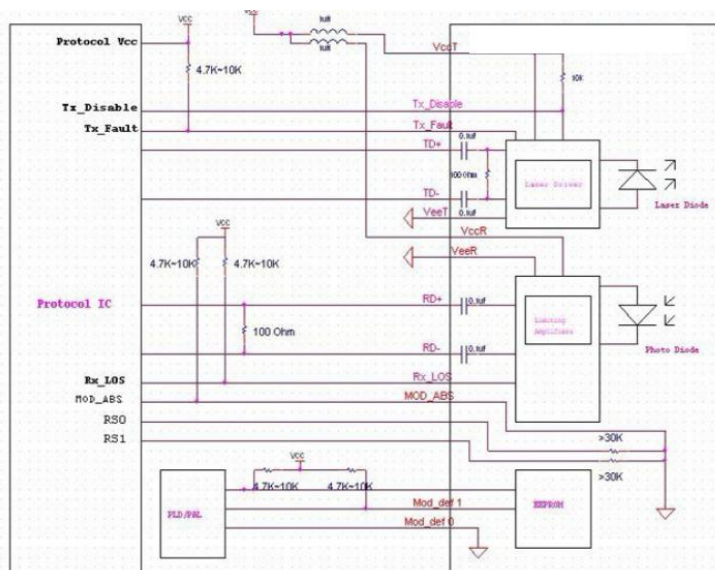 VCC
Protocol Vcc
1uH
1uH
VccT
4.7K~10K
10K
Tx_Disable
Tx_Disable
Tx_Fault
Tx_Fault
TD+
0.1uf
100 Ohm
Laser Driver
TD-
VeeT
0.1uf
Laser Diode
VccR
VCC
VeeR
4.7K~10K
4.7K~10K
Protocol IC
RD+
0.1uf
Limiting
Amplifiers
100 Ohm
RD-
0.1uf
Photo Diode
Rx_LOS
Rx_LOS
MOD_ABS
MOD_ABS
RS0
RS1
>30K
>30K
VCC
4.7K~10K
4.7K~10K
PLD/PAL
Mod_def 1
EEPROM
Mod_def 0